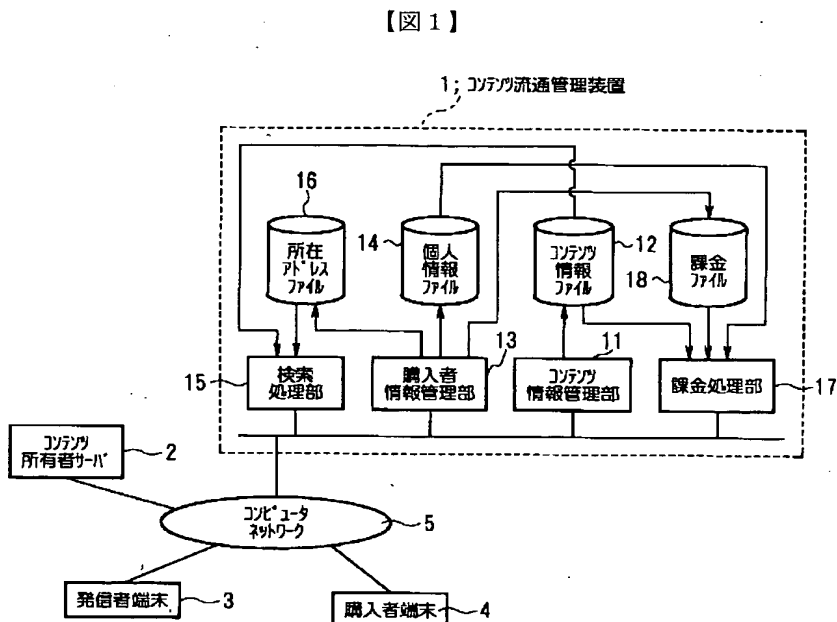 【図1】
1; コンテンツ流通管理装置
16
所在
アドレス
ファイル
14
個人
情報
ファイル
コンテンツ
情報
ファイル
12
18
課金
ファイル
15
検索
処理部
購入者
情報管理部
13
11
コンテンツ
情報管理部
課金処理部
17
コンテンツ
所有者サーバ
2
コンピュータ
ネットワーク
5
発信者端末
3
購入者端末
4